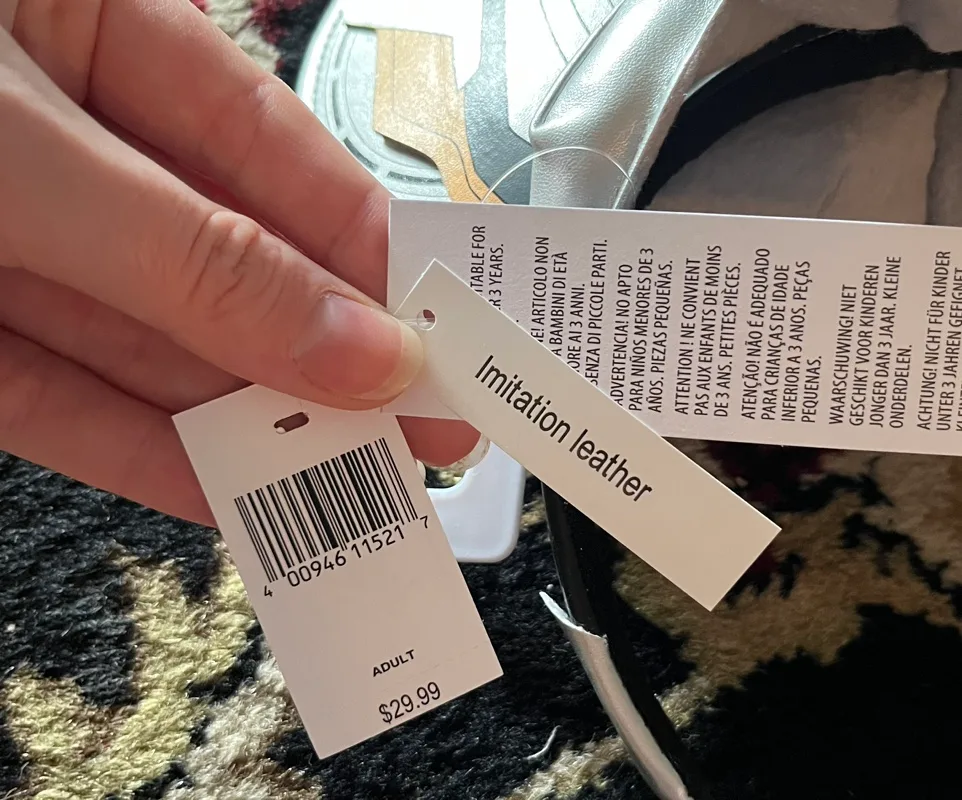 TABLE FOR
3 YEARS.
ARTICOLO NON
BAMBINI DI ETÀ
ORE AI 3 ANNI.
DI PICCOLE PARTI.
ADVERTENCIA! NO APTO
PARA NIÑOS MENORES DE 3
AÑOS. PIEZAS PEQUEÑAS.
ATTENTION ! NE CONVIENT
PAS AUX ENFANTS DE MOINS
DE 3 ANS. PETITES PIÈCES.
ATENÇÃO! NÃO É ADEQUADO
PARA CRIANÇAS DE IDADE
INFERIOR A 3 ANOS. PEÇAS
PEQUENAS.
WAARSCHUWING! NIET
GESCHIKT VOOR KINDEREN
JONGER DAN 3 JAAR. KLEINE
ONDERDELEN.
ACHTUNG! NICHT FÜR KINDER
UNTER 3 JAHREN GEEIGNET.
Imitation leather
4 00946 11521 7
ADULT
$29.99